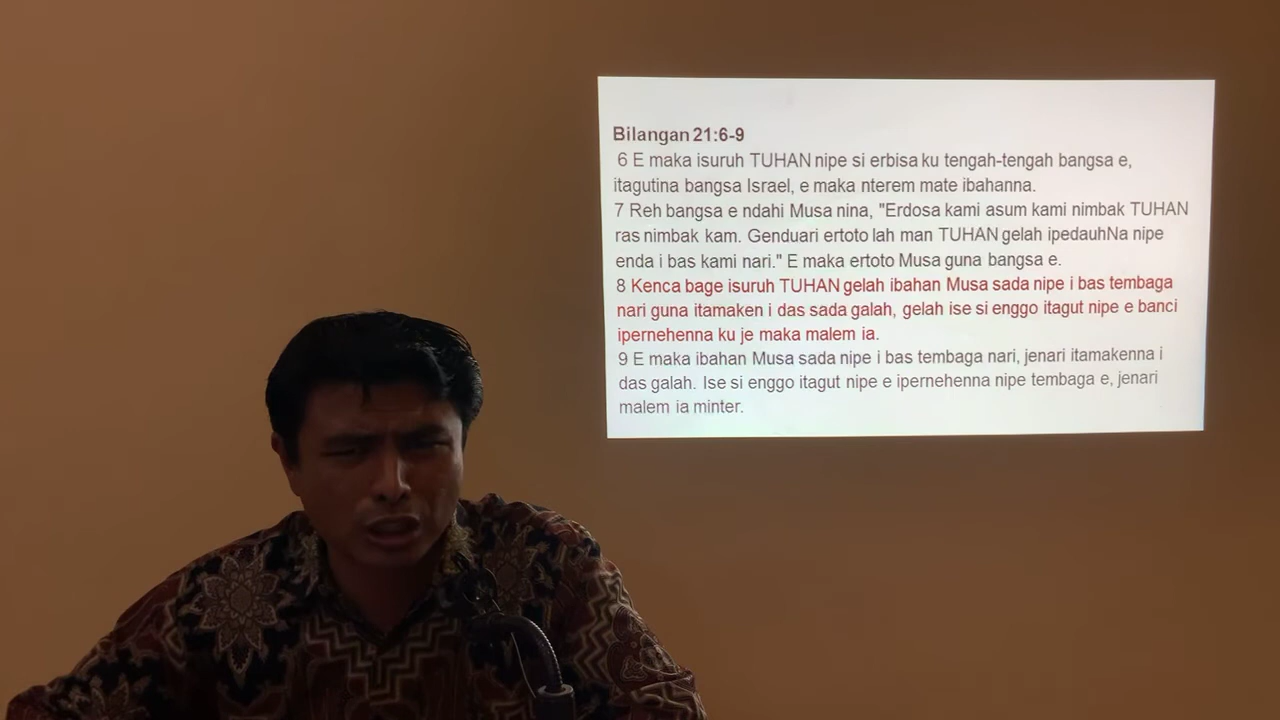 Bilangan 21:6-9
6 E maka isuruh TUHAN nipe si erbisa ku tengah-tengah bangsa e,
itagutina bangsa Israel, e maka nterem mate ibahanna.
7 Reh bangsa e ndahi Musa nina, "Erdosa kami asum kami nimbak TUHAN
ras nimbak kam. Genduari ertoto lah man TUHAN gelah ipedauhNa nipe
enda i bas kami nari." E maka ertoto Musa guna bangsa e.
8 Kenca bage isuruh TUHAN gelah ibahan Musa sada nipe i bas tembaga
nari guna itamaken i das sada galah, gelah ise si enggo itagut nipe e banci
ipernehenna ku je maka malem ia.
9 E maka ibahan Musa sada nipe i bas tembaga nari, jenari itamakenna i
das galah. Ise si enggo itagut nipe e ipernehenna nipe tembaga e, jenari
malem ia minter.